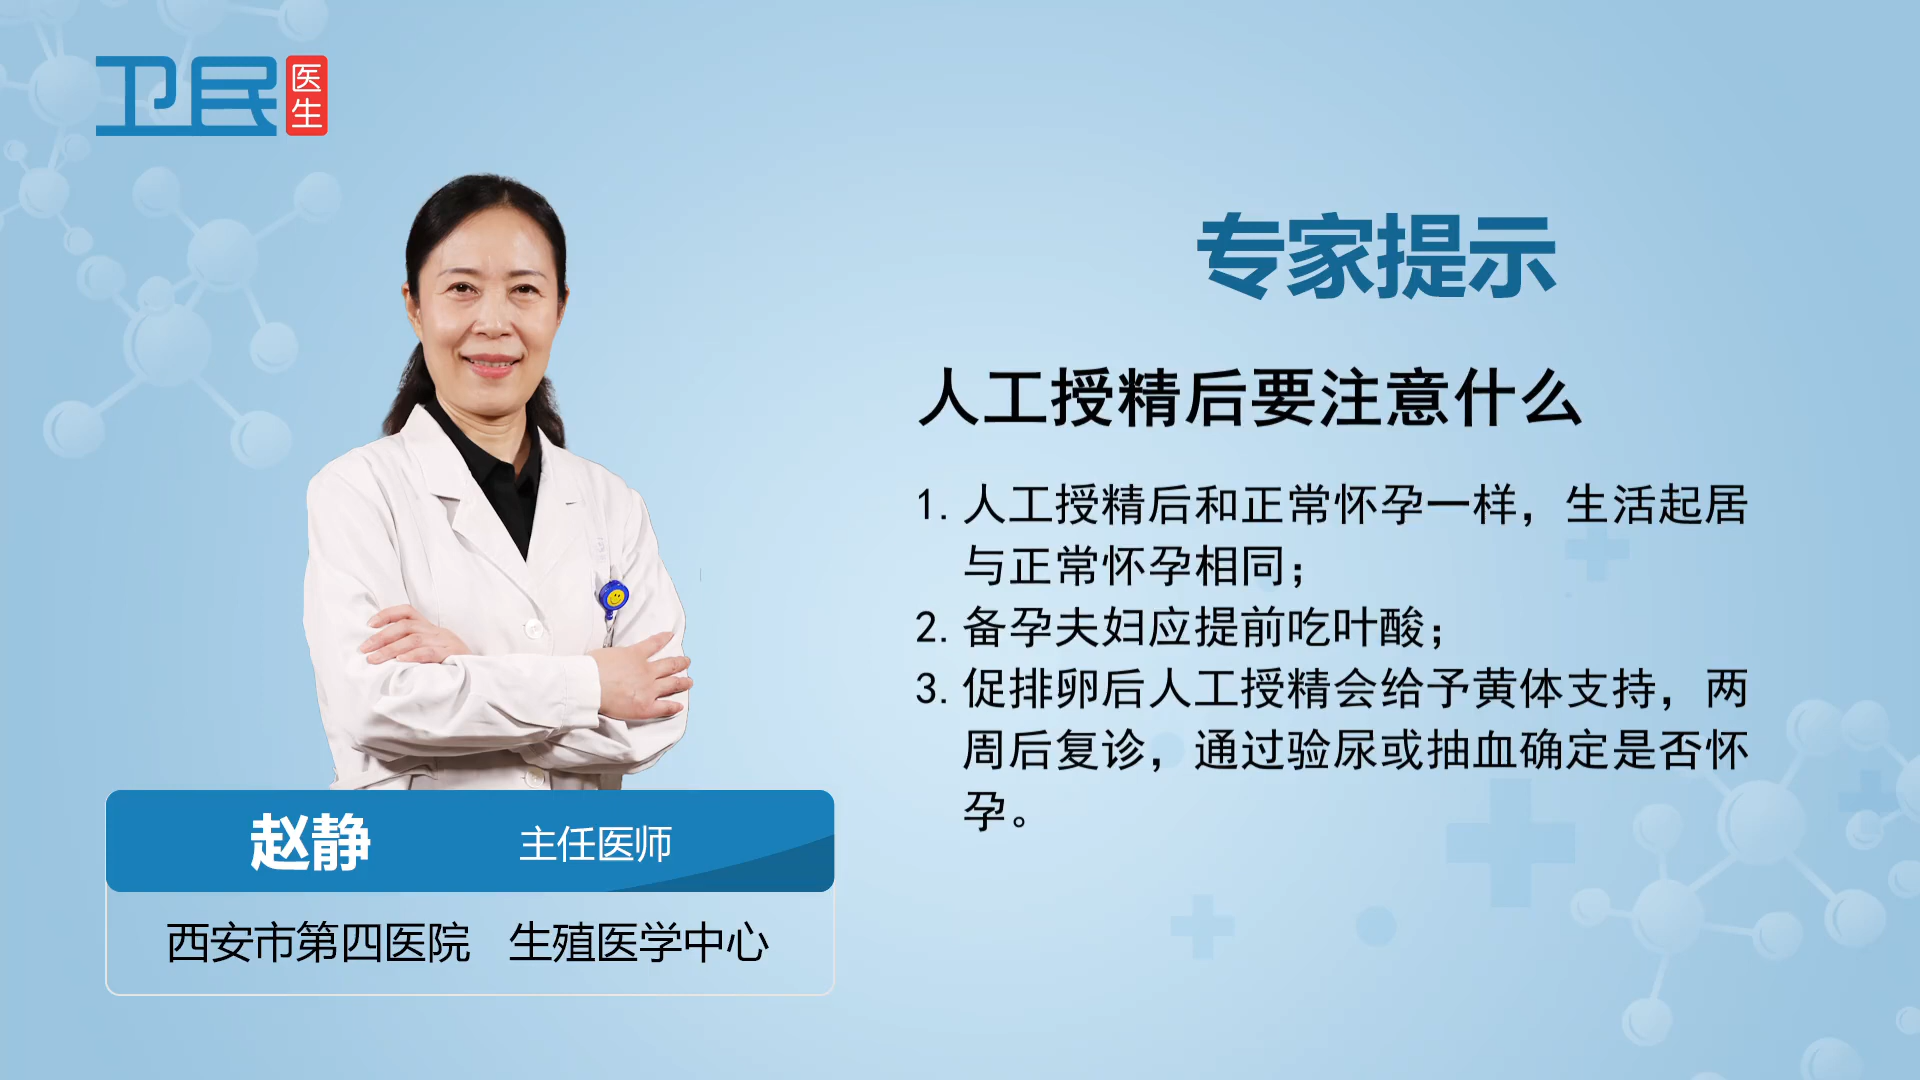 卫民
医生
专家提示
人工授精后要注意什么
1. 人工授精后和正常怀孕一样，生活起居
与正常怀孕相同；
2. 备孕夫妇应提前吃叶酸；
3. 促排卵后人工授精会给予黄体支持，两
周后复诊，通过验尿或抽血确定是否怀
孕。
赵静 主任医师
西安市第四医院 生殖医学中心